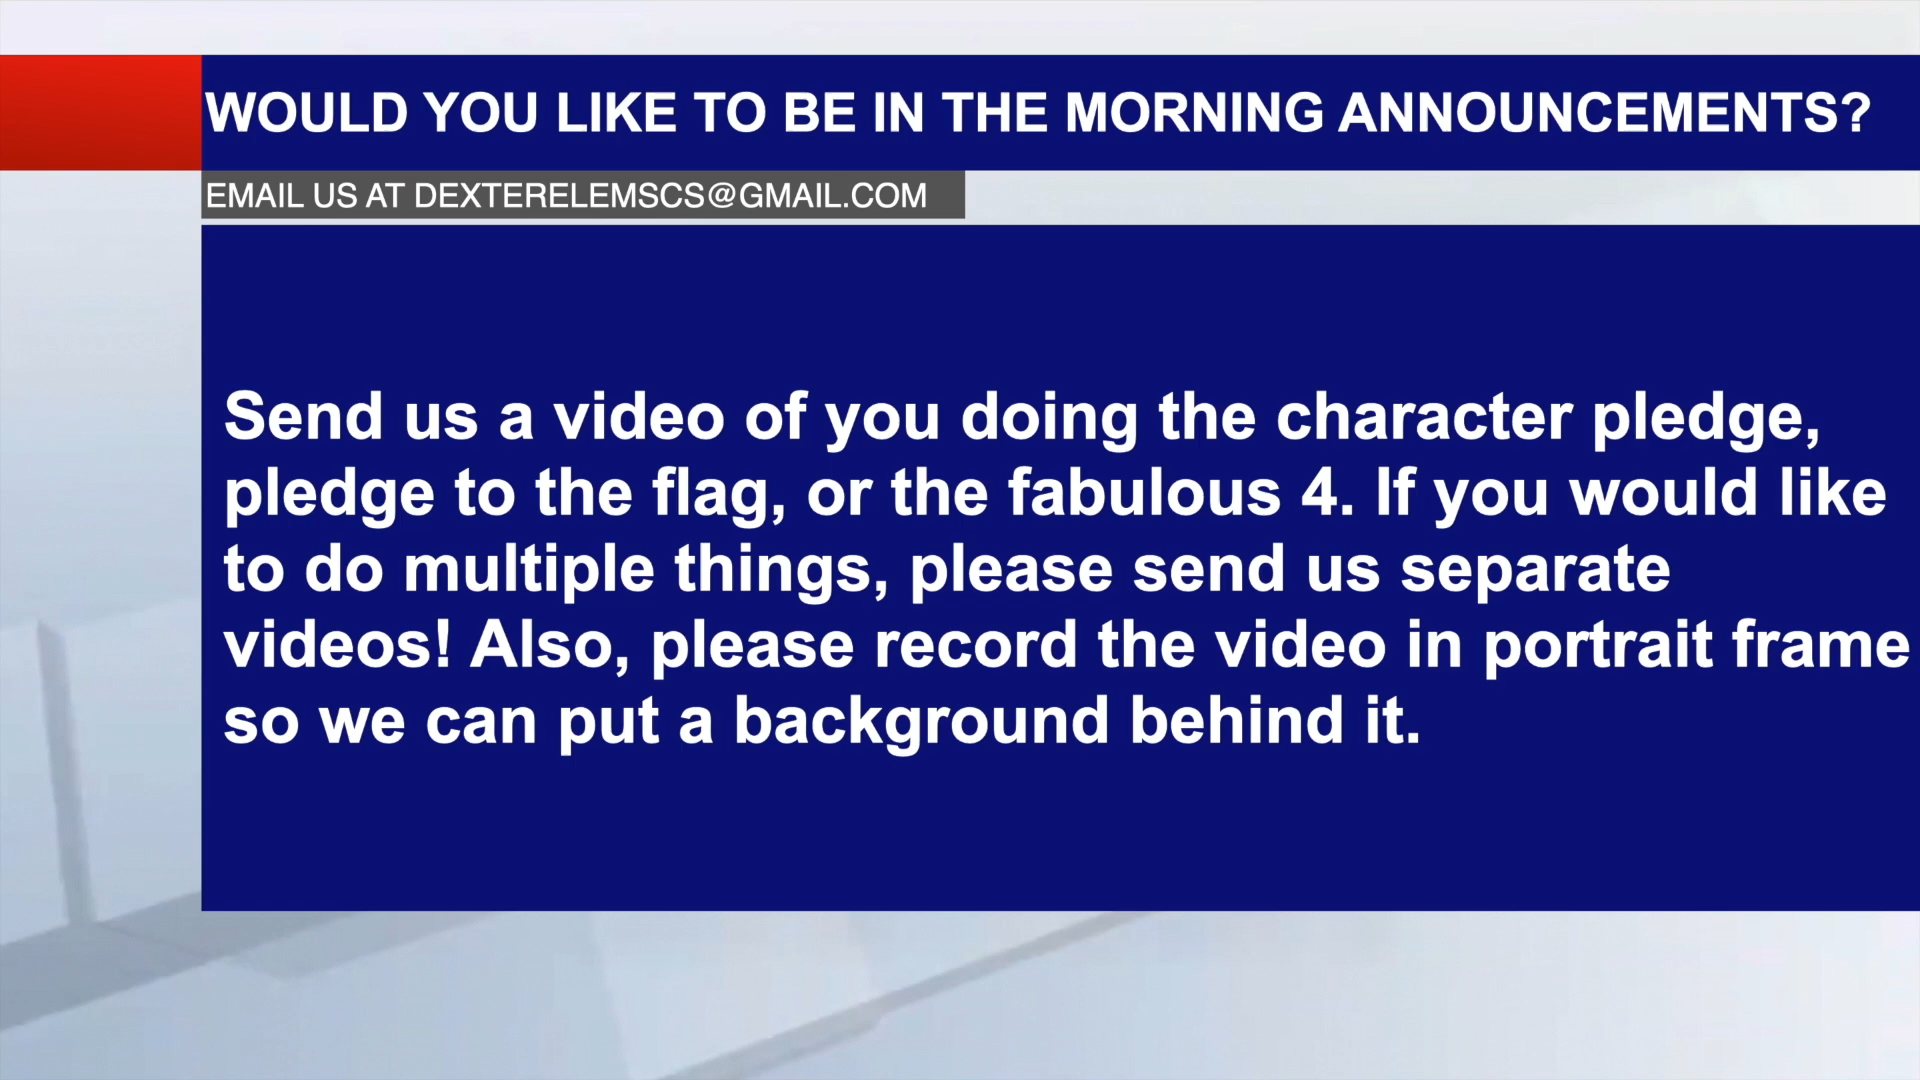 WOULD YOU LIKE TO BE IN THE MORNING ANNOUNCEMENTS?
EMAIL US AT DEXTERELEMSCS@GMAIL.COM
Send us a video of you doing the character pledge,
pledge to the flag, or the fabulous 4. If you would like
to do multiple things, please send us separate
videos! Also, please record the video in portrait frame
so we can put a background behind it.